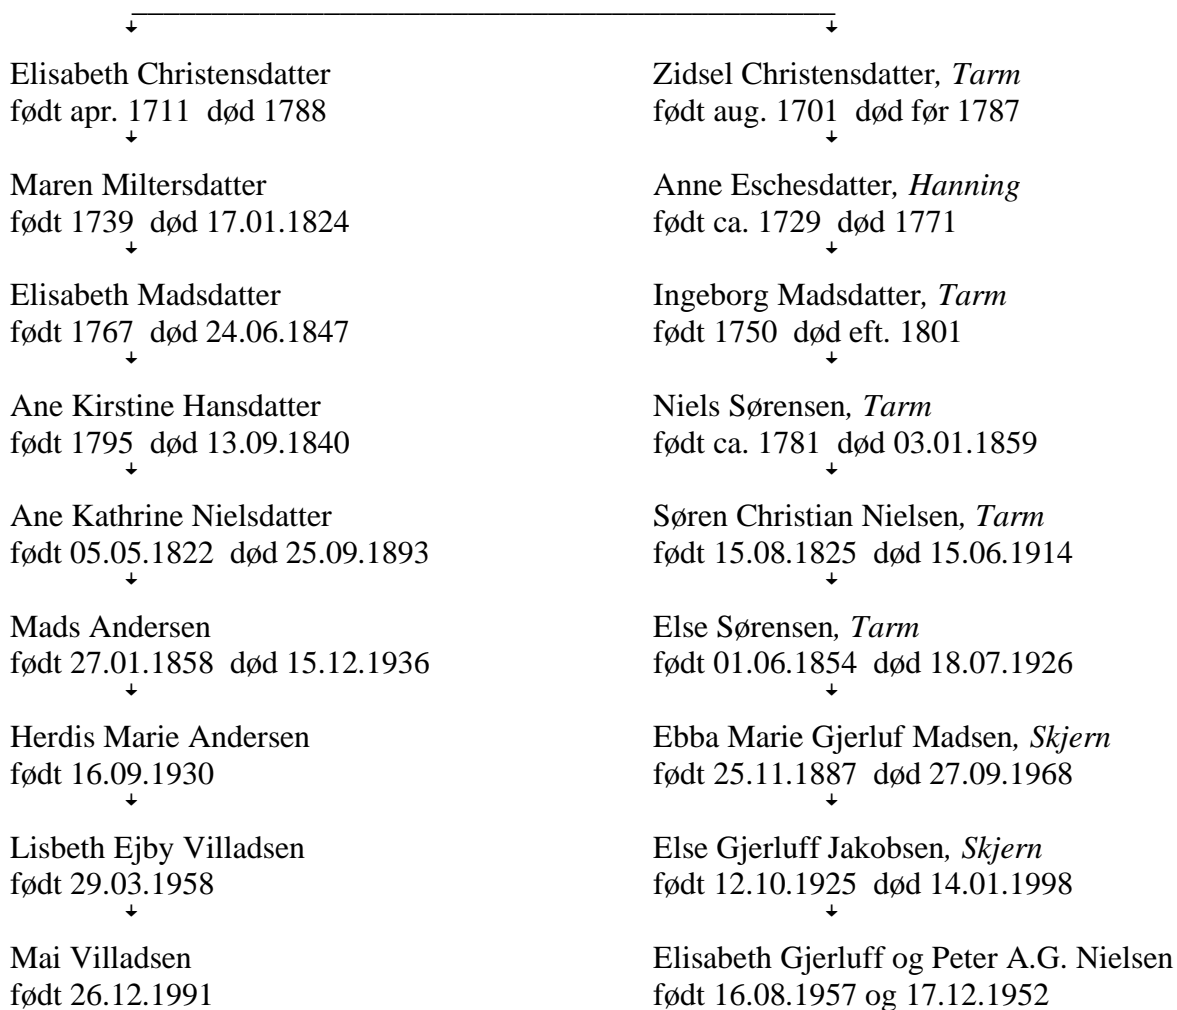 Elisabeth Christensdatter
født apr. 1711 død 1788
Maren Miltersdatter
født 1739 død 17.01.1824
Elisabeth Madsdatter
født 1767 død 24.06.1847
Ane Kirstine Hansdatter
født 1795 død 13.09.1840
Ane Kathrine Nielsdatter
født 05.05.1822 død 25.09.1893
Mads Andersen
født 27.01.1858 død 15.12.1936
Herdis Marie Andersen
født 16.09.1930
Lisbeth Ejby Villadsen
født 29.03.1958
Mai Villadsen
født 26.12.1991
Zidsel Christensdatter, Tarm
født aug. 1701 død før 1787
Anne Eschesdatter, Hanning
født ca. 1729 død 1771
Ingeborg Madsdatter, Tarm
født 1750 død eft. 1801
Niels Sørensen, Tarm
født ca. 1781 død 03.01.1859
Søren Christian Nielsen, Tarm
født 15.08.1825 død 15.06.1914
Else Sørensen, Tarm
født 01.06.1854 død 18.07.1926
Ebba Marie Gjerluf Madsen, Skjern
født 25.11.1887 død 27.09.1968
Else Gjerluff Jakobsen, Skjern
født 12.10.1925 død 14.01.1998
Elisabeth Gjerluff og Peter A.G. Nielsen
født 16.08.1957 og 17.12.1952